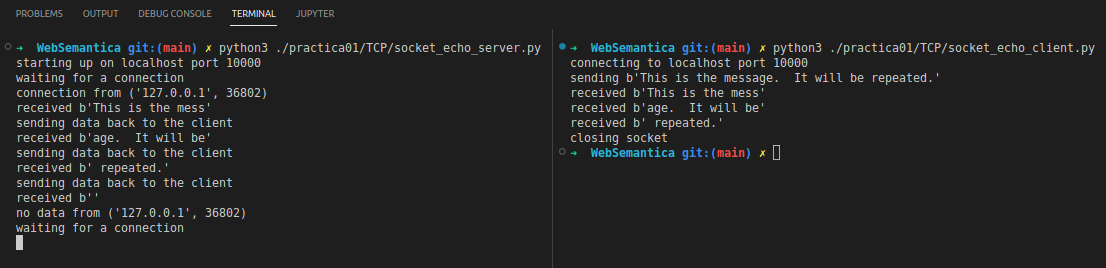 PROBLEMS OUTPUT DEBUG CONSOLE TERMINAL JUPYTER
➜  WebSemantica git:(main) ✗ python3 ./practica01/TCP/socket_echo_server.py
starting up on localhost port 10000
waiting for a connection
connection from ('127.0.0.1', 36802)
received b'This is the mess'
sending data back to the client
received b'age.  It will be'
sending data back to the client
received b' repeated.'
sending data back to the client
received b''
no data from ('127.0.0.1', 36802)
waiting for a connection
➜  WebSemantica git:(main) ✗ python3 ./practica01/TCP/socket_echo_client.py
connecting to localhost port 10000
sending b'This is the message.  It will be repeated.'
received b'This is the mess'
received b'age.  It will be'
received b' repeated.'
closing socket
➜  WebSemantica git:(main) ✗